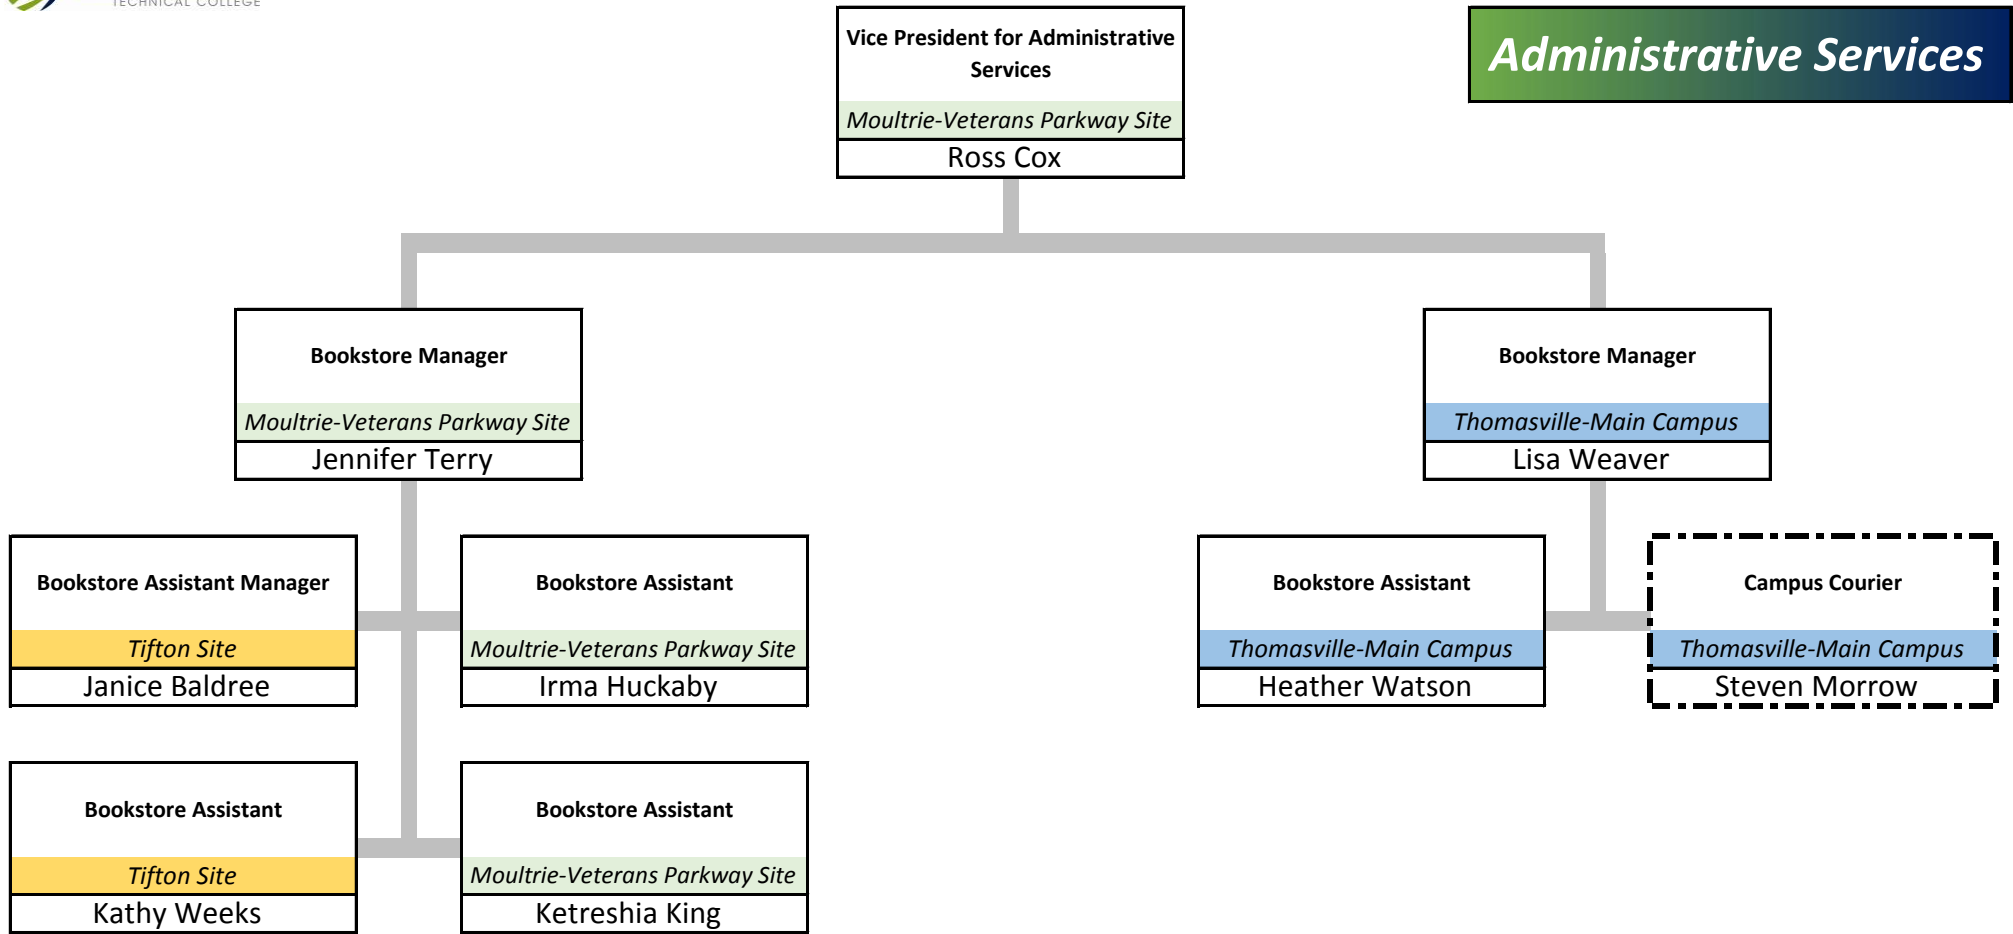 TECHNICAL COLLEGE
Vice President for Administrative
Services
Moultrie-Veterans Parkway Site
Ross Cox
Administrative Services
Bookstore Manager
Moultrie-Veterans Parkway Site
Jennifer Terry
Bookstore Manager
Thomasville-Main Campus
Lisa Weaver
Bookstore Assistant Manager
Tifton Site
Janice Baldree
Bookstore Assistant
Moultrie-Veterans Parkway Site
Irma Huckaby
Bookstore Assistant
Thomasville-Main Campus
Heather Watson
Campus Courier
Thomasville-Main Campus
Steven Morrow
Bookstore Assistant
Tifton Site
Kathy Weeks
Bookstore Assistant
Moultrie-Veterans Parkway Site
Ketreshia King